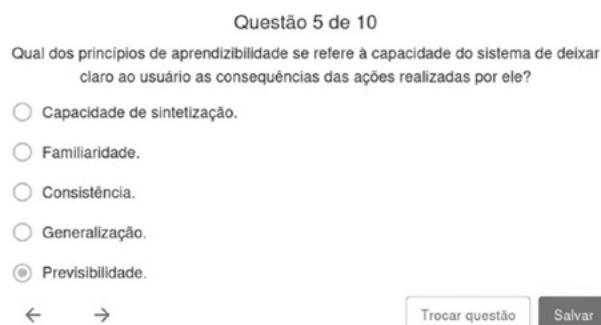 Questão 5 de 10
Qual dos princípios de aprendizibilidade se refere à capacidade do sistema de deixar
claro ao usuário as consequências das ações realizadas por ele?
Capacidade de sintetização.
Familiaridade.
Consistência.
Generalização.
Previsibilidade.
Trocar questão
Salvar